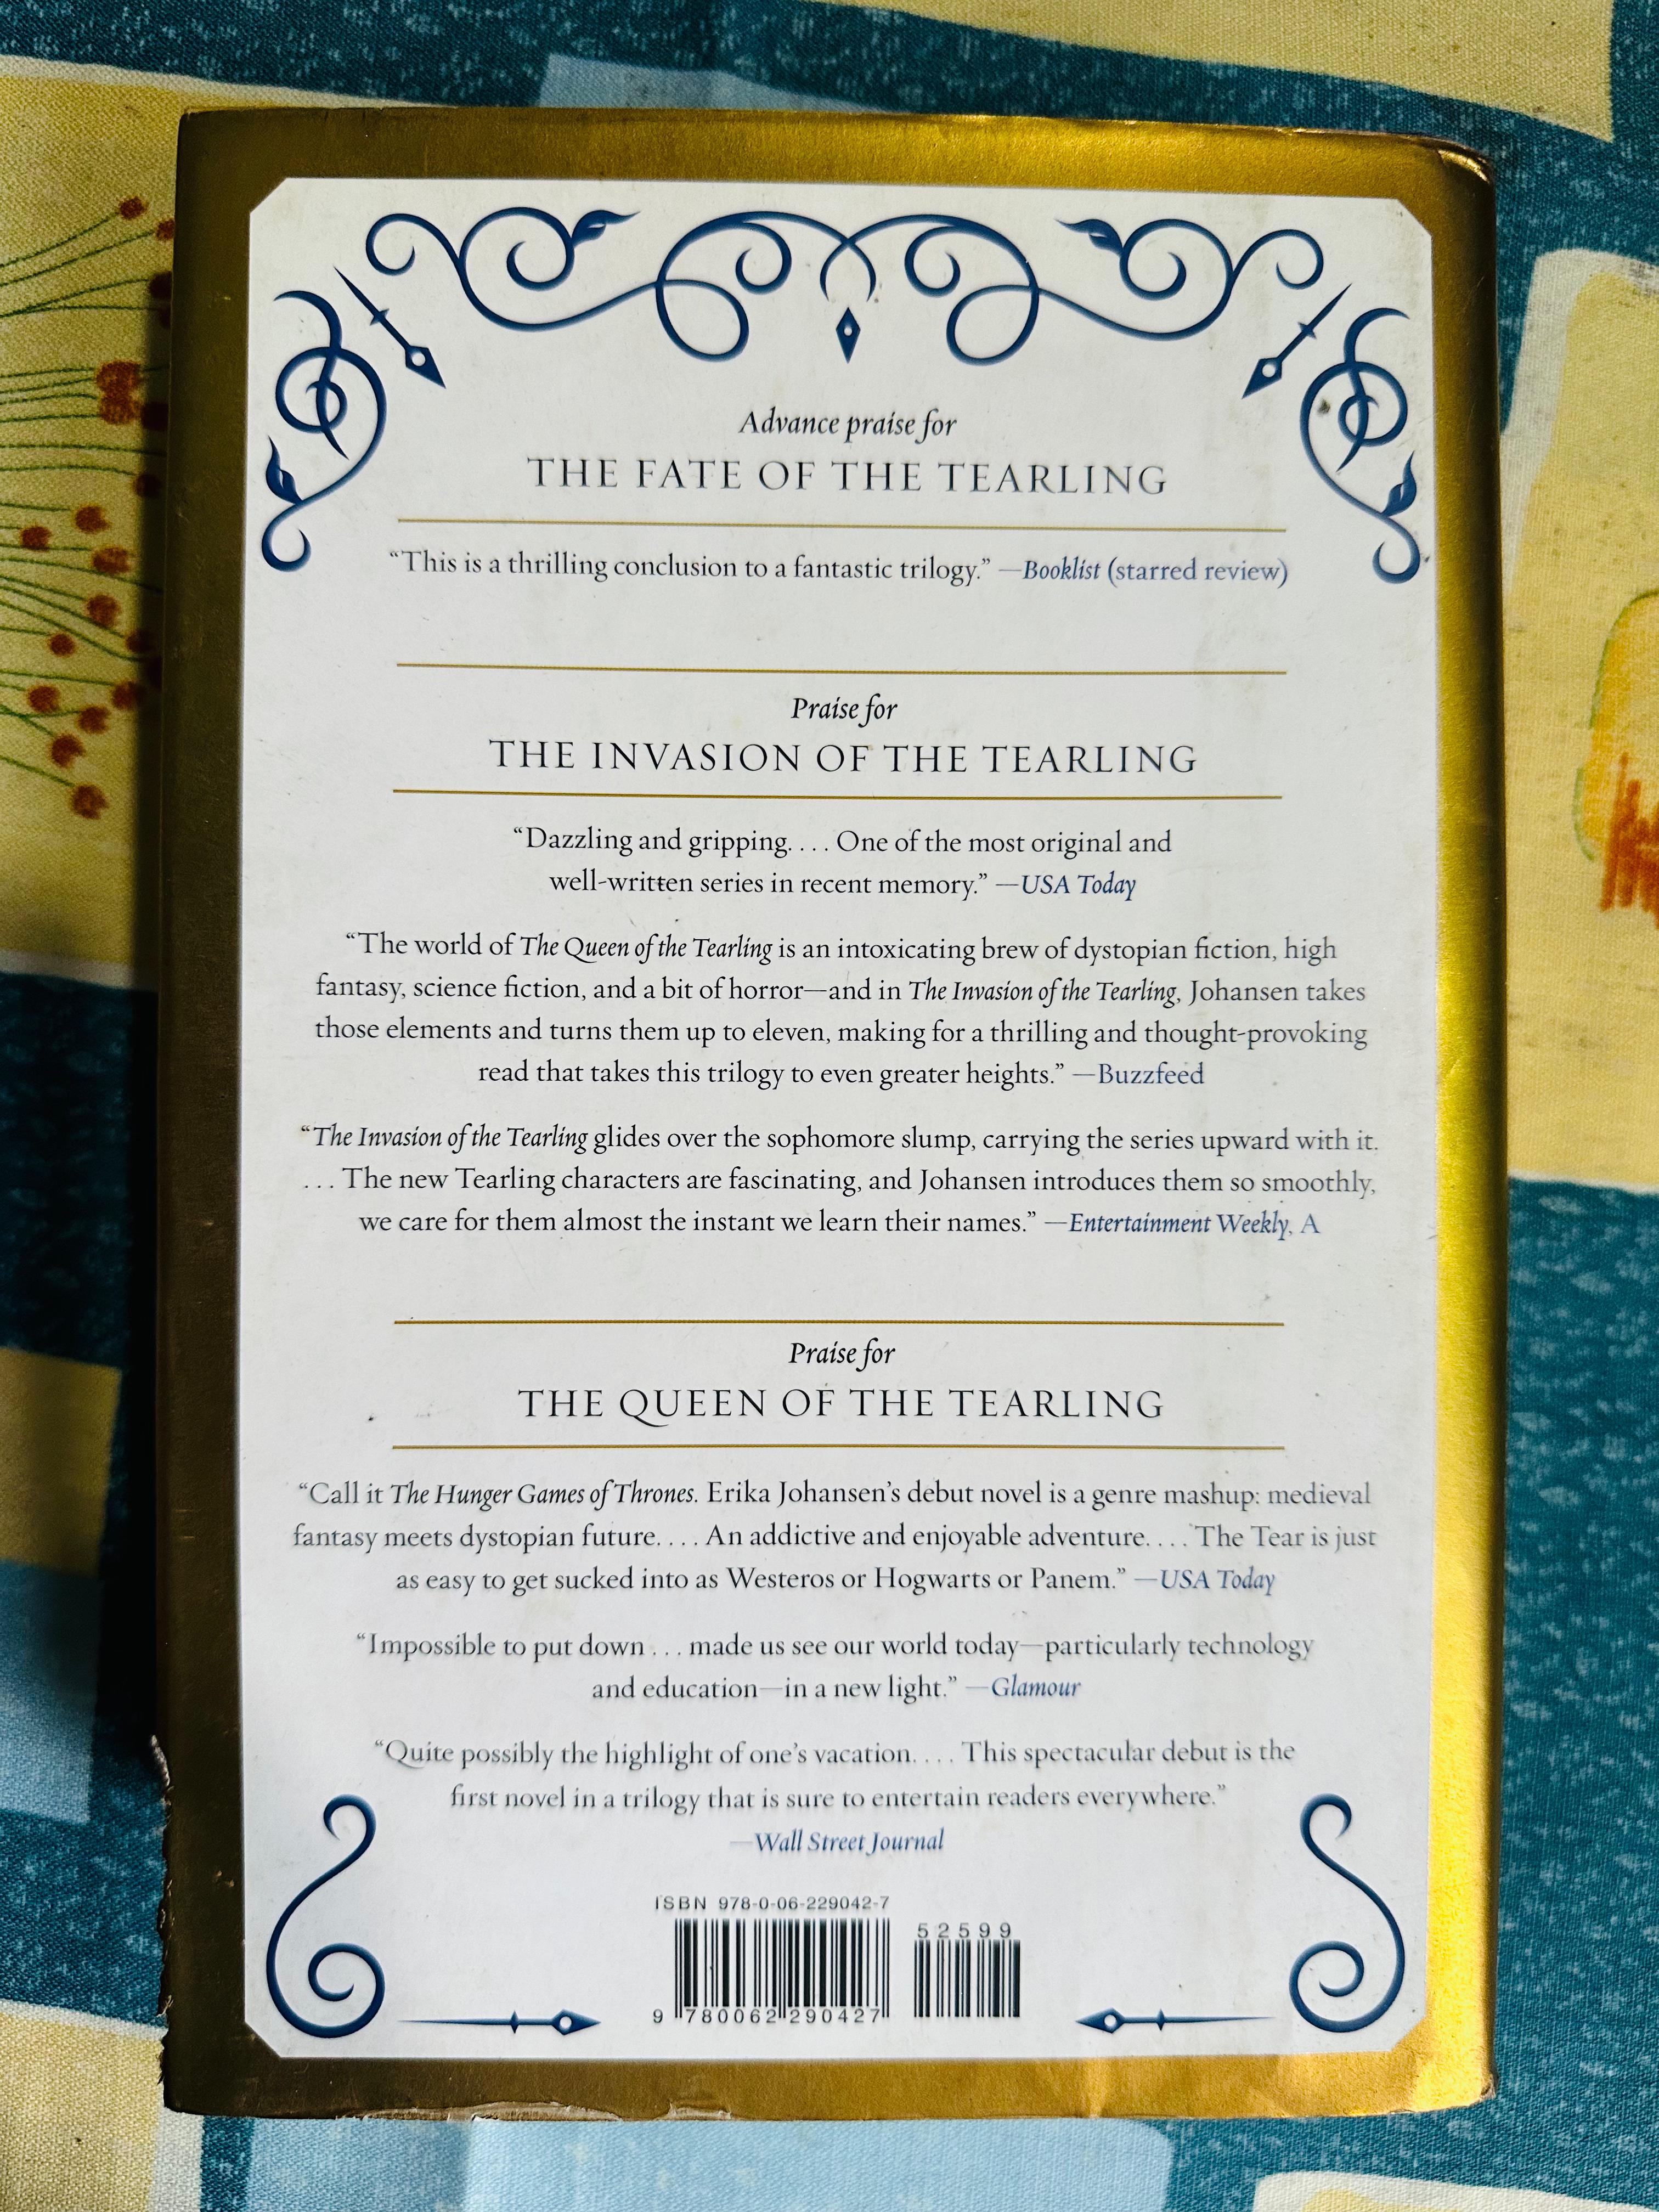 Advance praise for
THE FATE OF THE TEARLING
“This is a thrilling conclusion to a fantastic trilogy.” —Booklist (starred review)
Praise for
THE INVASION OF THE TEARLING
“Dazzling and gripping. . . . One of the most original and
well-written series in recent memory.” —USA Today
“The world of The Queen of the Tearling is an intoxicating brew of dystopian fiction, high
fantasy, science fiction, and a bit of horror—and in The Invasion of the Tearling, Johansen takes
those elements and turns them up to eleven, making for a thrilling and thought-provoking
read that takes this trilogy to even greater heights.” —Buzzfeed
“The Invasion of the Tearling glides over the sophomore slump, carrying the series upward with it.
. . . The new Tearling characters are fascinating, and Johansen introduces them so smoothly,
we care for them almost the instant we learn their names.” —Entertainment Weekly, A
Praise for
THE QUEEN OF THE TEARLING
“Call it The Hunger Games of Thrones. Erika Johansen’s debut novel is a genre mashup: medieval
fantasy meets dystopian future. . . . An addictive and enjoyable adventure. . . . The Tear is just
as easy to get sucked into as Westeros or Hogwarts or Panem.” —USA Today
“Impossible to put down . . . made us see our world today—particularly technology
and education—in a new light.” —Glamour
“Quite possibly the highlight of one’s vacation. . . . This spectacular debut is the
first novel in a trilogy that is sure to entertain readers everywhere.”
—Wall Street Journal
ISBN 978-0-06-229042-7
52599
9 780062 290427